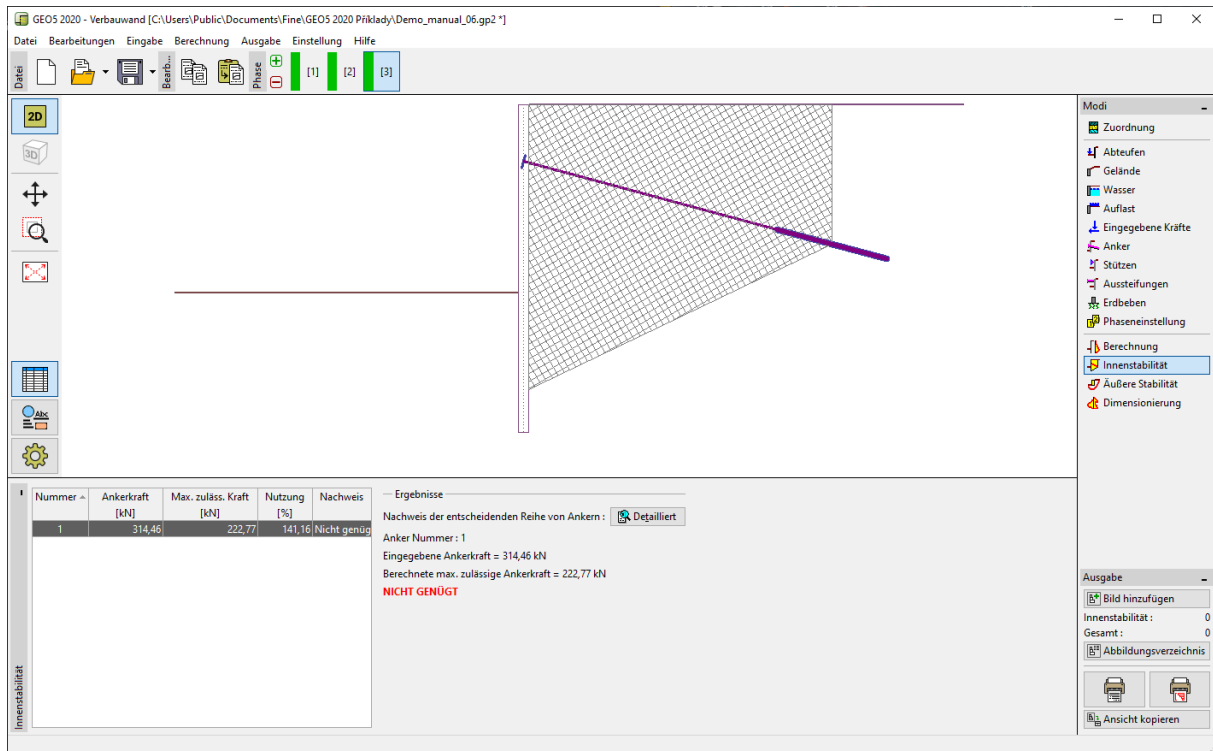 GEO5 2020 - Verbauwand [C:\Users\Public\Documents\Fine\GEO5 2020 Příklady\Demo_manual_06.gp2 *]
Datei Bearbeitungen Eingabe Berechnung Ausgabe Einstellung Hilfe
Datei
Bearb...
Phase
[1] [2] [3]
2D
3D
Abc
Modi
Zuordnung
Abteufen
Gelände
Wasser
Auflast
Eingegebene Kräfte
Anker
Stützen
Aussteifungen
Erdbeben
Phaseneinstellung
Berechnung
Innenstabilität
Äußere Stabilität
Dimensionierung
Innenstabilität
Nummer Ankerkraft Max. zuläss. Kraft Nutzung Nachweis
[kN] [kN] [%]
1 314,46 222,77 141,16 Nicht genüg
Ergebnisse
Nachweis der entscheidenden Reihe von Ankern : Detailliert
Anker Nummer : 1
Eingegebene Ankerkraft = 314,46 kN
Berechnete max. zulässige Ankerkraft = 222,77 kN
NICHT GENÜGT
Ausgabe
Bild hinzufügen
Innenstabilität : 0
Gesamt : 0
Abbildungsverzeichnis
Ansicht kopieren